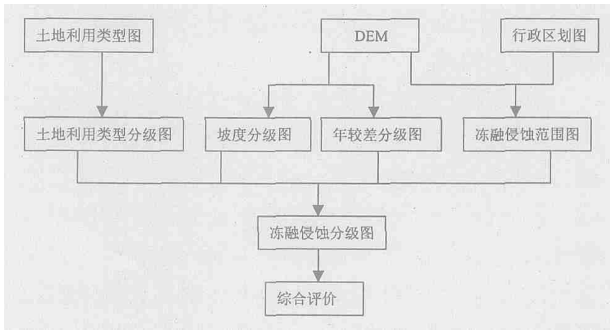 土地利用类型图
DEM
行政区划图
土地利用类型分级图
坡度分级图
年较差分级图
冻融侵蚀范围图
冻融侵蚀分级图
综合评价